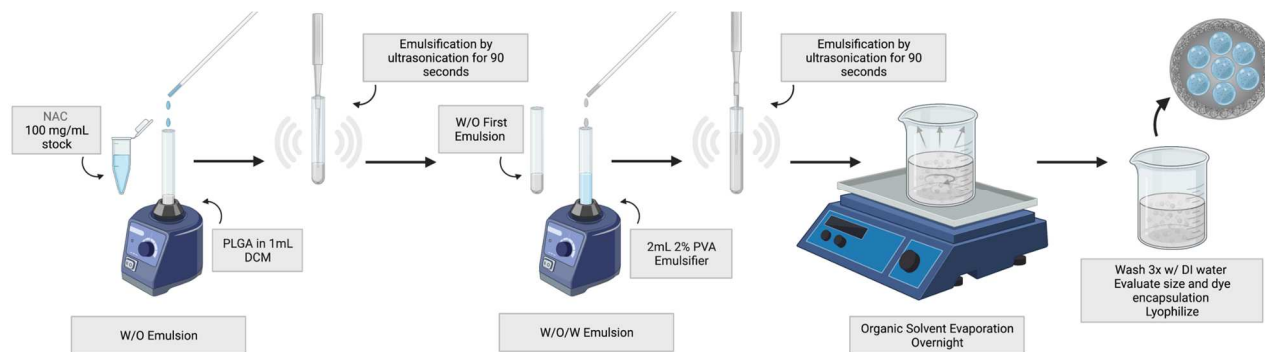 NAC
100 mg/mL
stock
PLGA in 1mL
DCM
W/O Emulsion
Emulsification by
ultrasonication for 90
seconds
W/O First
Emulsion
2mL 2% PVA
Emulsifier
W/O/W Emulsion
Emulsification by
ultrasonication for 90
seconds
Organic Solvent Evaporation
Overnight
Wash 3x w/ DI water
Evaluate size and dye
encapsulation
Lyophilize